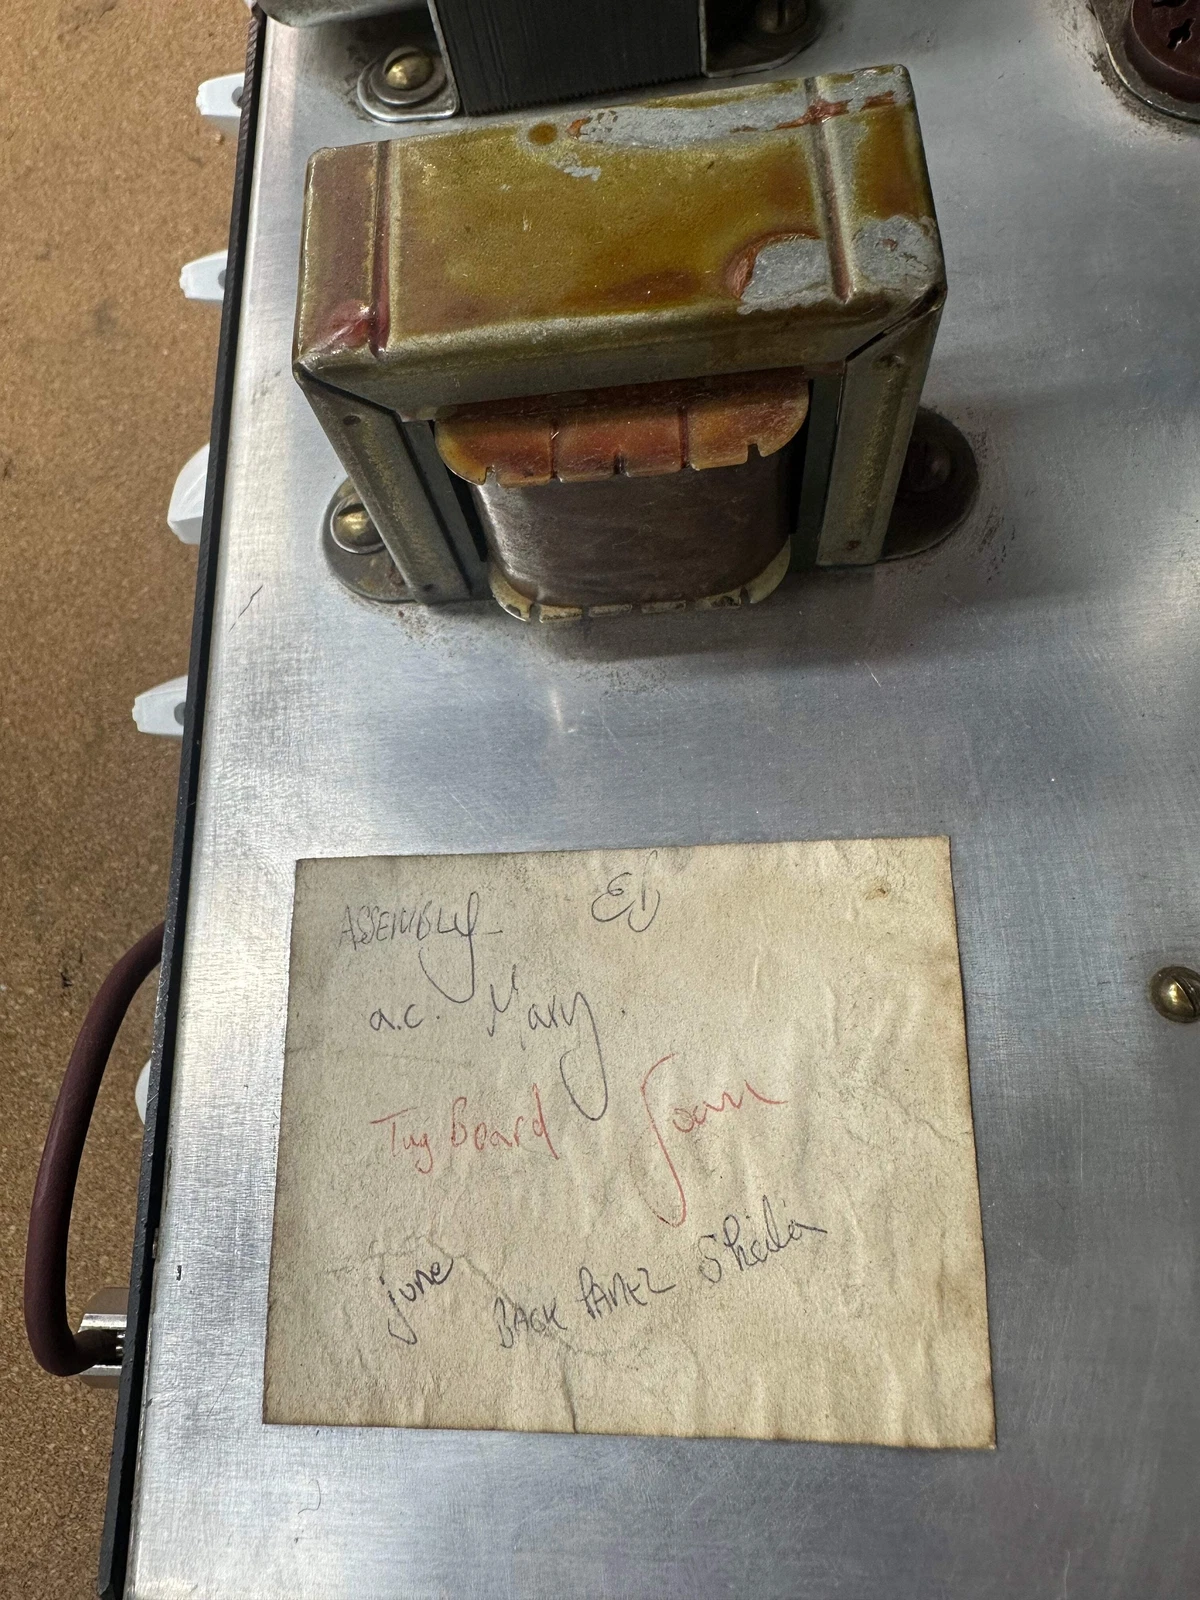 ASSEMBLY
a.c. Mary
Tag Board Joan
june
BACK PANEL Sheila